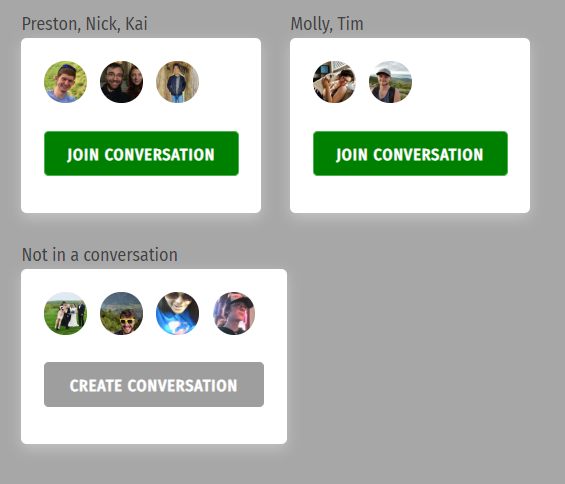 Preston, Nick, Kai
Molly, Tim
JOIN CONVERSATION
JOIN CONVERSATION
Not in a conversation
CREATE CONVERSATION